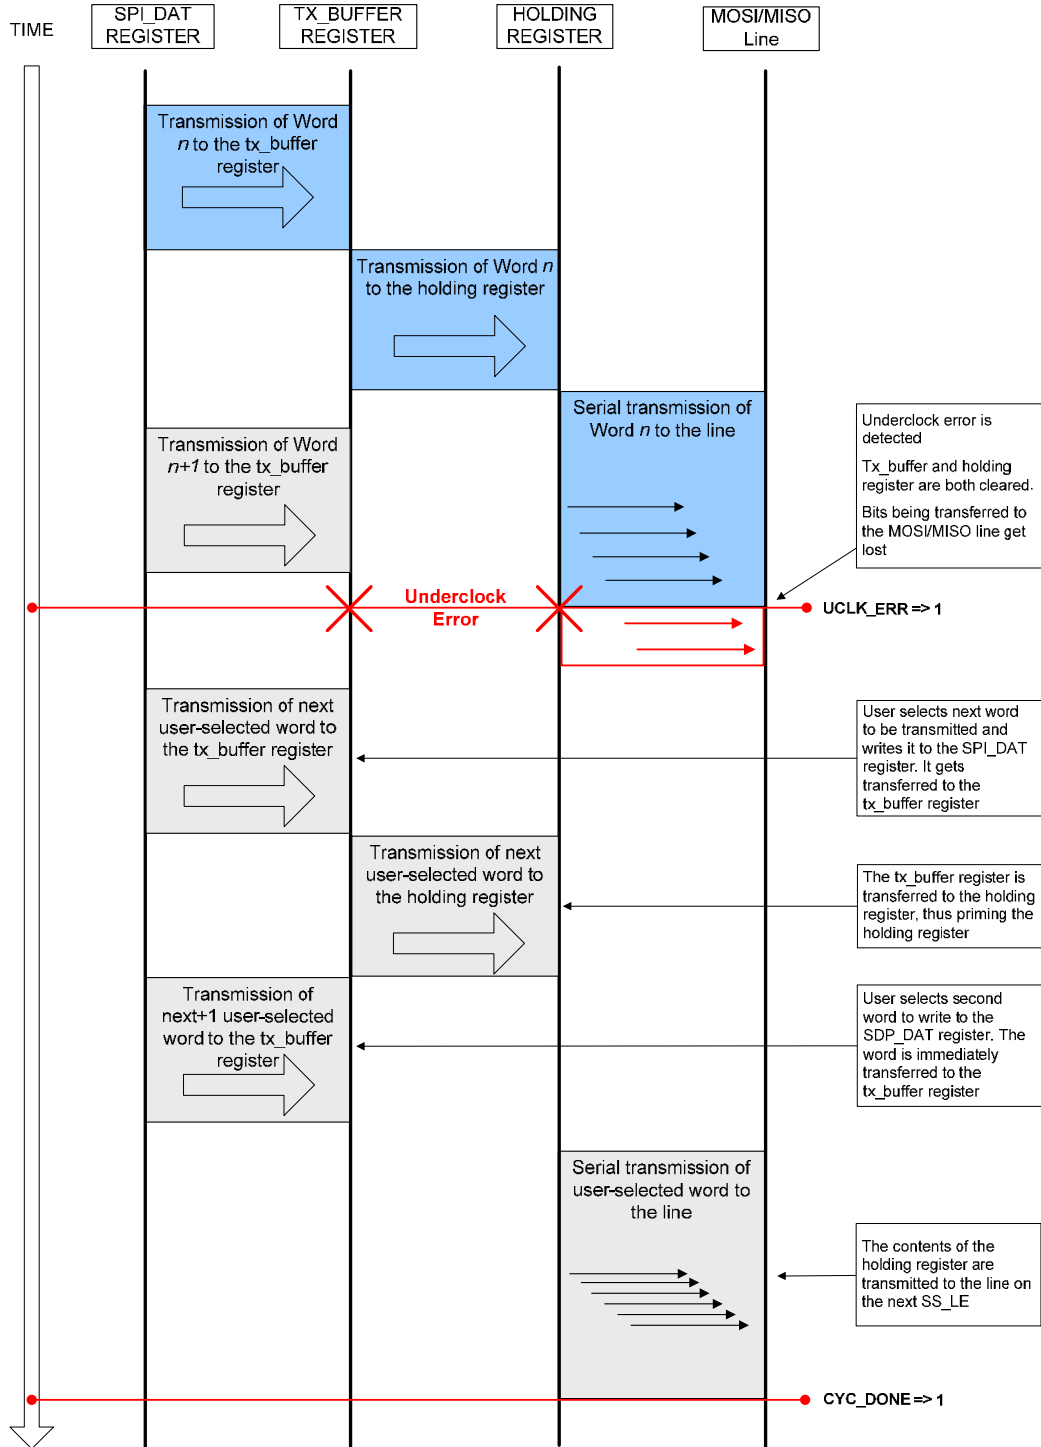 TIME
SPI_DAT
REGISTER
TX_BUFFER
REGISTER
HOLDING
REGISTER
MOSI/MISO
Line
Transmission of Word
n to the tx_buffer
register
Transmission of Word n
to the holding register
Serial transmission of
Word n to the line
Transmission of Word
n+1 to the tx_buffer
register
Underclock error is
detected
Tx_buffer and holding
register are both cleared.
Bits being transferred to
the MOSI/MISO line get
lost
Underclock
Error
UCLK_ERR => 1
Transmission of next
user-selected word to
the tx_buffer register
User selects next word
to be transmitted and
writes it to the SPI_DAT
register. It gets
transferred to the
tx_buffer register
Transmission of next
user-selected word to
the holding register
The tx_buffer register is
transferred to the holding
register, thus priming the
holding register
Transmission of
next+1 user-selected
word to the tx_buffer
register
User selects second
word to write to the
SDP_DAT register. The
word is immediately
transferred to the
tx_buffer register
Serial transmission of
user-selected word to
the line
The contents of the
holding register are
transmitted to the line on
the next SS_LE
CYC_DONE => 1